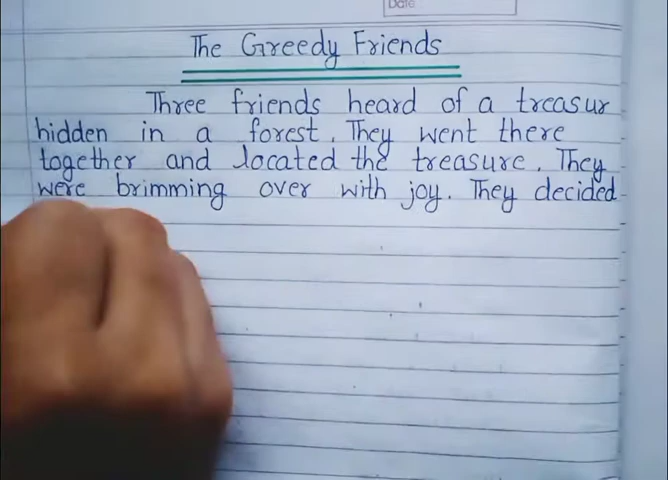 Date
The Greedy Friends
Three friends heard of a treasur
hidden in a forest. They went there
together and located the treasure. They
were brimming over with joy. They decided